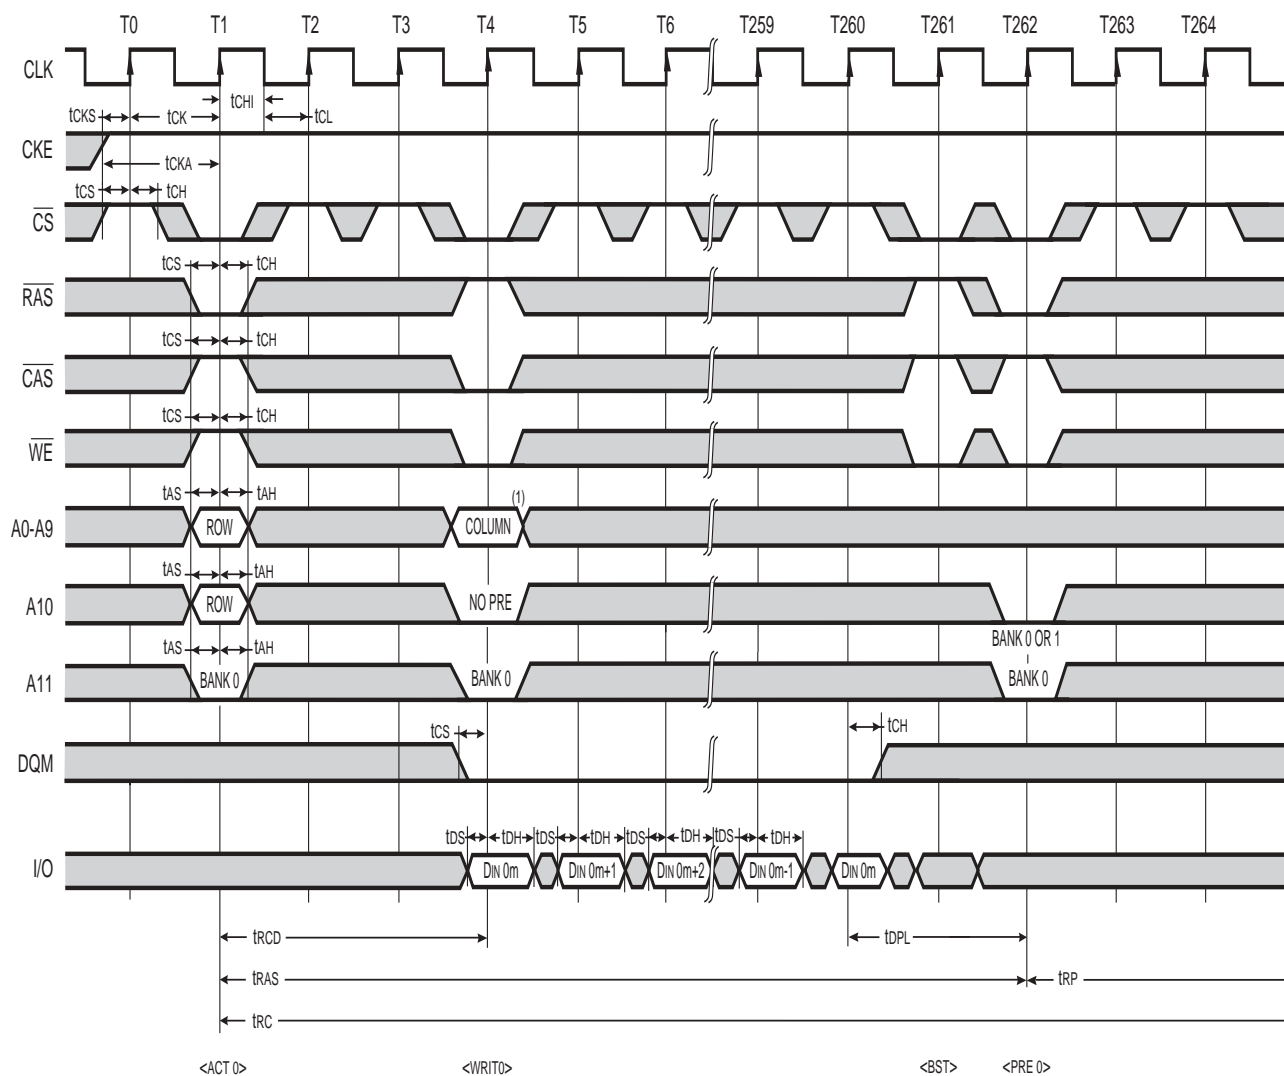 T0 T1 T2 T3 T4 T5 T6 T259 T260 T261 T262 T263 T264
CLK
tCHI
tCKS tCK tCL
CKE
tCKA
tCS tCH
CS
tCS tCH
RAS
tCS tCH
CAS
tCS tCH
WE
tAS tAH (1)
A0-A9 ROW COLUMN
tAS tAH
A10 ROW NO PRE
BANK 0 OR 1
tAS tAH
A11 BANK 0 BANK 0 BANK 0
tCS tCH
DQM
tDS tDH tDS tDH tDS tDH tDS tDH
I/O DIN 0m DIN 0m+1 DIN 0m+2 DIN 0m-1 DIN 0m
tRCD tDPL
tRAS tRP
tRC
<ACT 0> <WRIT0> <BST> <PRE 0>